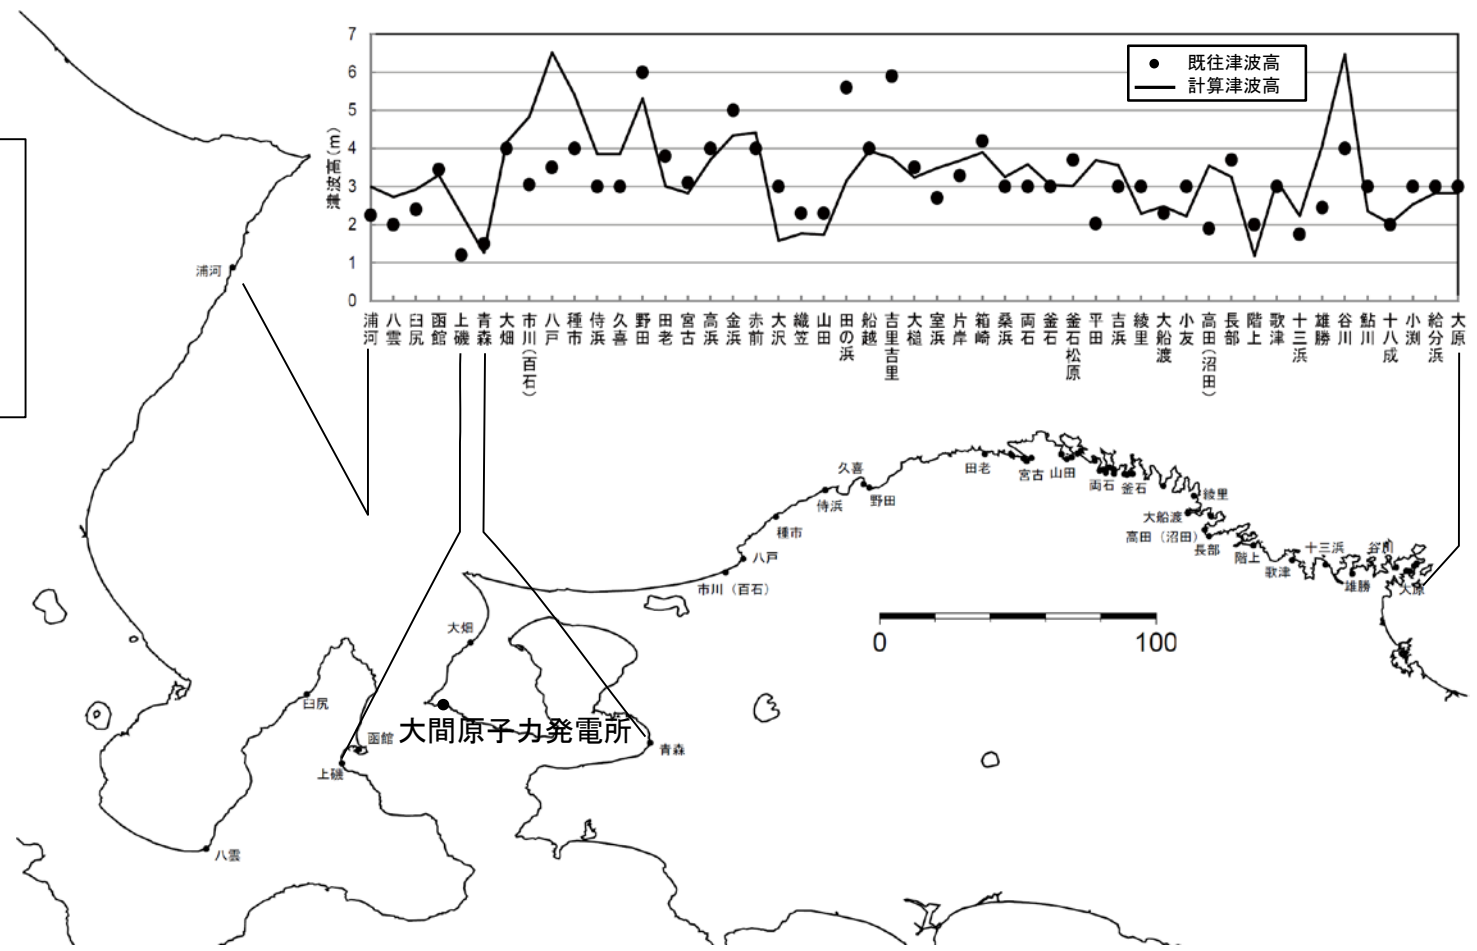 7
6
5
4
3
2
1
0
津波高(m)
既往津波高
計算津波高
浦河
八雲
臼尻
函館
上磯
青森
大畑
市川(百石)
八戸
種市
侍浜
久喜
野田
田老
宮古
高浜
金浜
赤前
大沢
織笠
山田
田の浜
船越
吉里吉里
大槌
室浜
片岸
箱崎
桑浜
両石
釜石
釜石松原
平田
吉浜
綾里
大船渡
小友
高田(沼田)
長部
階上
歌津
十三浜
雄勝
谷川
鮎川
十八成
小渕
給分浜
大原
浦河
久喜
田老
宮古
山田
両石
釜石
侍浜
野田
綾里
種市
大船渡
高田(沼田)
長部
階上
十三浜
谷川
八戸
歌津
雄勝
大原
市川(百石)
大畑
0
100
臼尻
大間原子力発電所
函館
青森
上磯
八雲